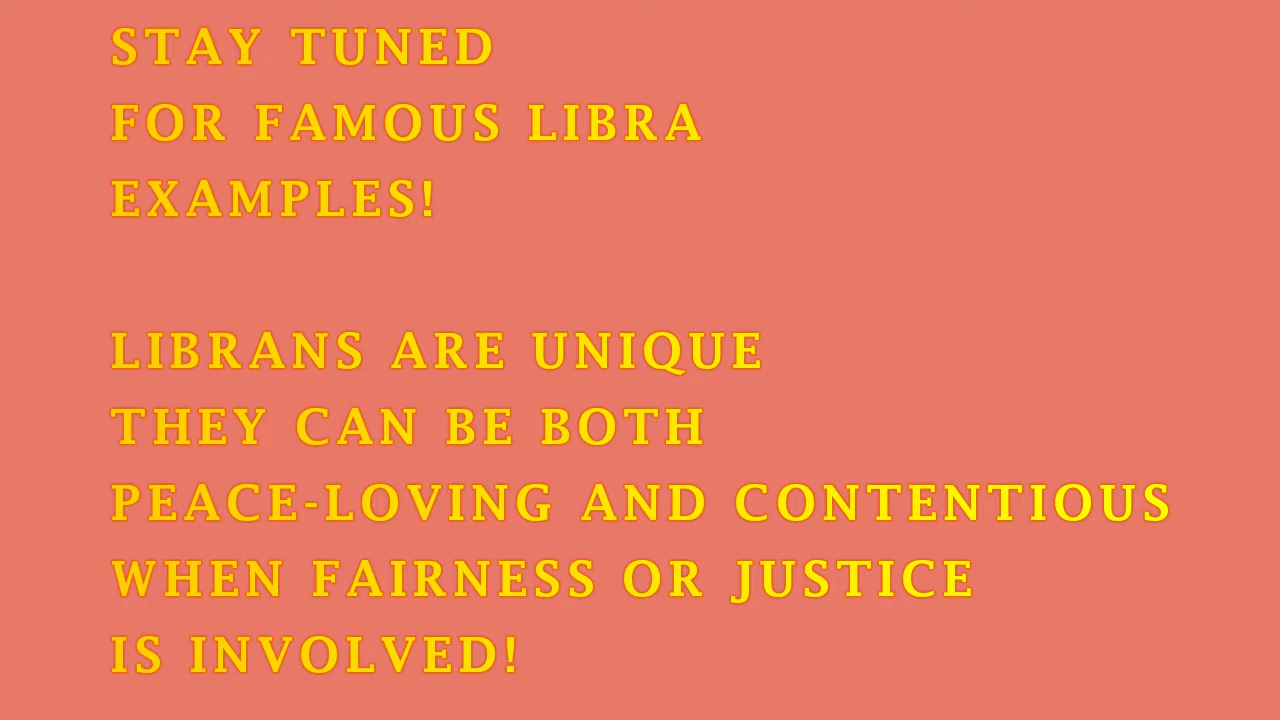 STAY TUNED
FOR FAMOUS LIBRA
EXAMPLES!
LIBRANS ARE UNIQUE
THEY CAN BE BOTH
PEACE-LOVING AND CONTENTIOUS
WHEN FAIRNESS OR JUSTICE
IS INVOLVED!